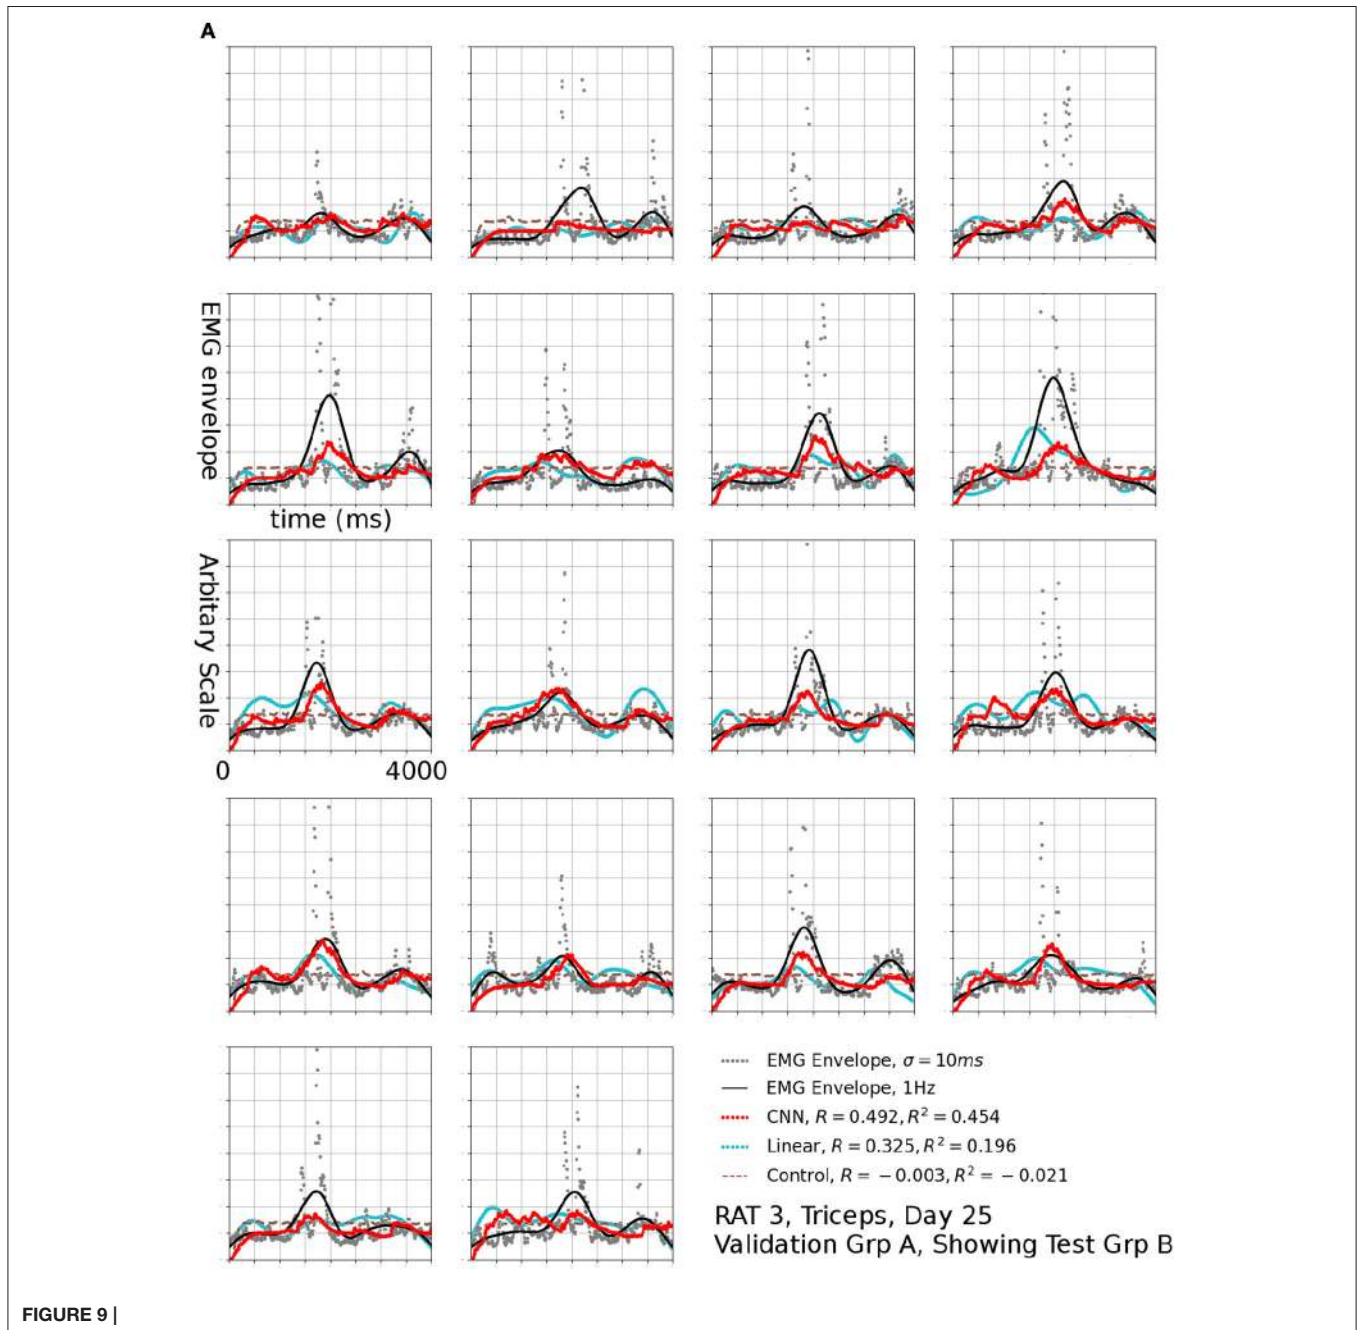 A
EMG envelope
time (ms)
Arbitary Scale
0 4000
EMG Envelope, σ = 10ms
EMG Envelope, 1Hz
CNN, R = 0.492, R² = 0.454
Linear, R = 0.325, R² = 0.196
Control, R = −0.003, R² = −0.021
RAT 3, Triceps, Day 25
Validation Grp A, Showing Test Grp B
FIGURE 9 |